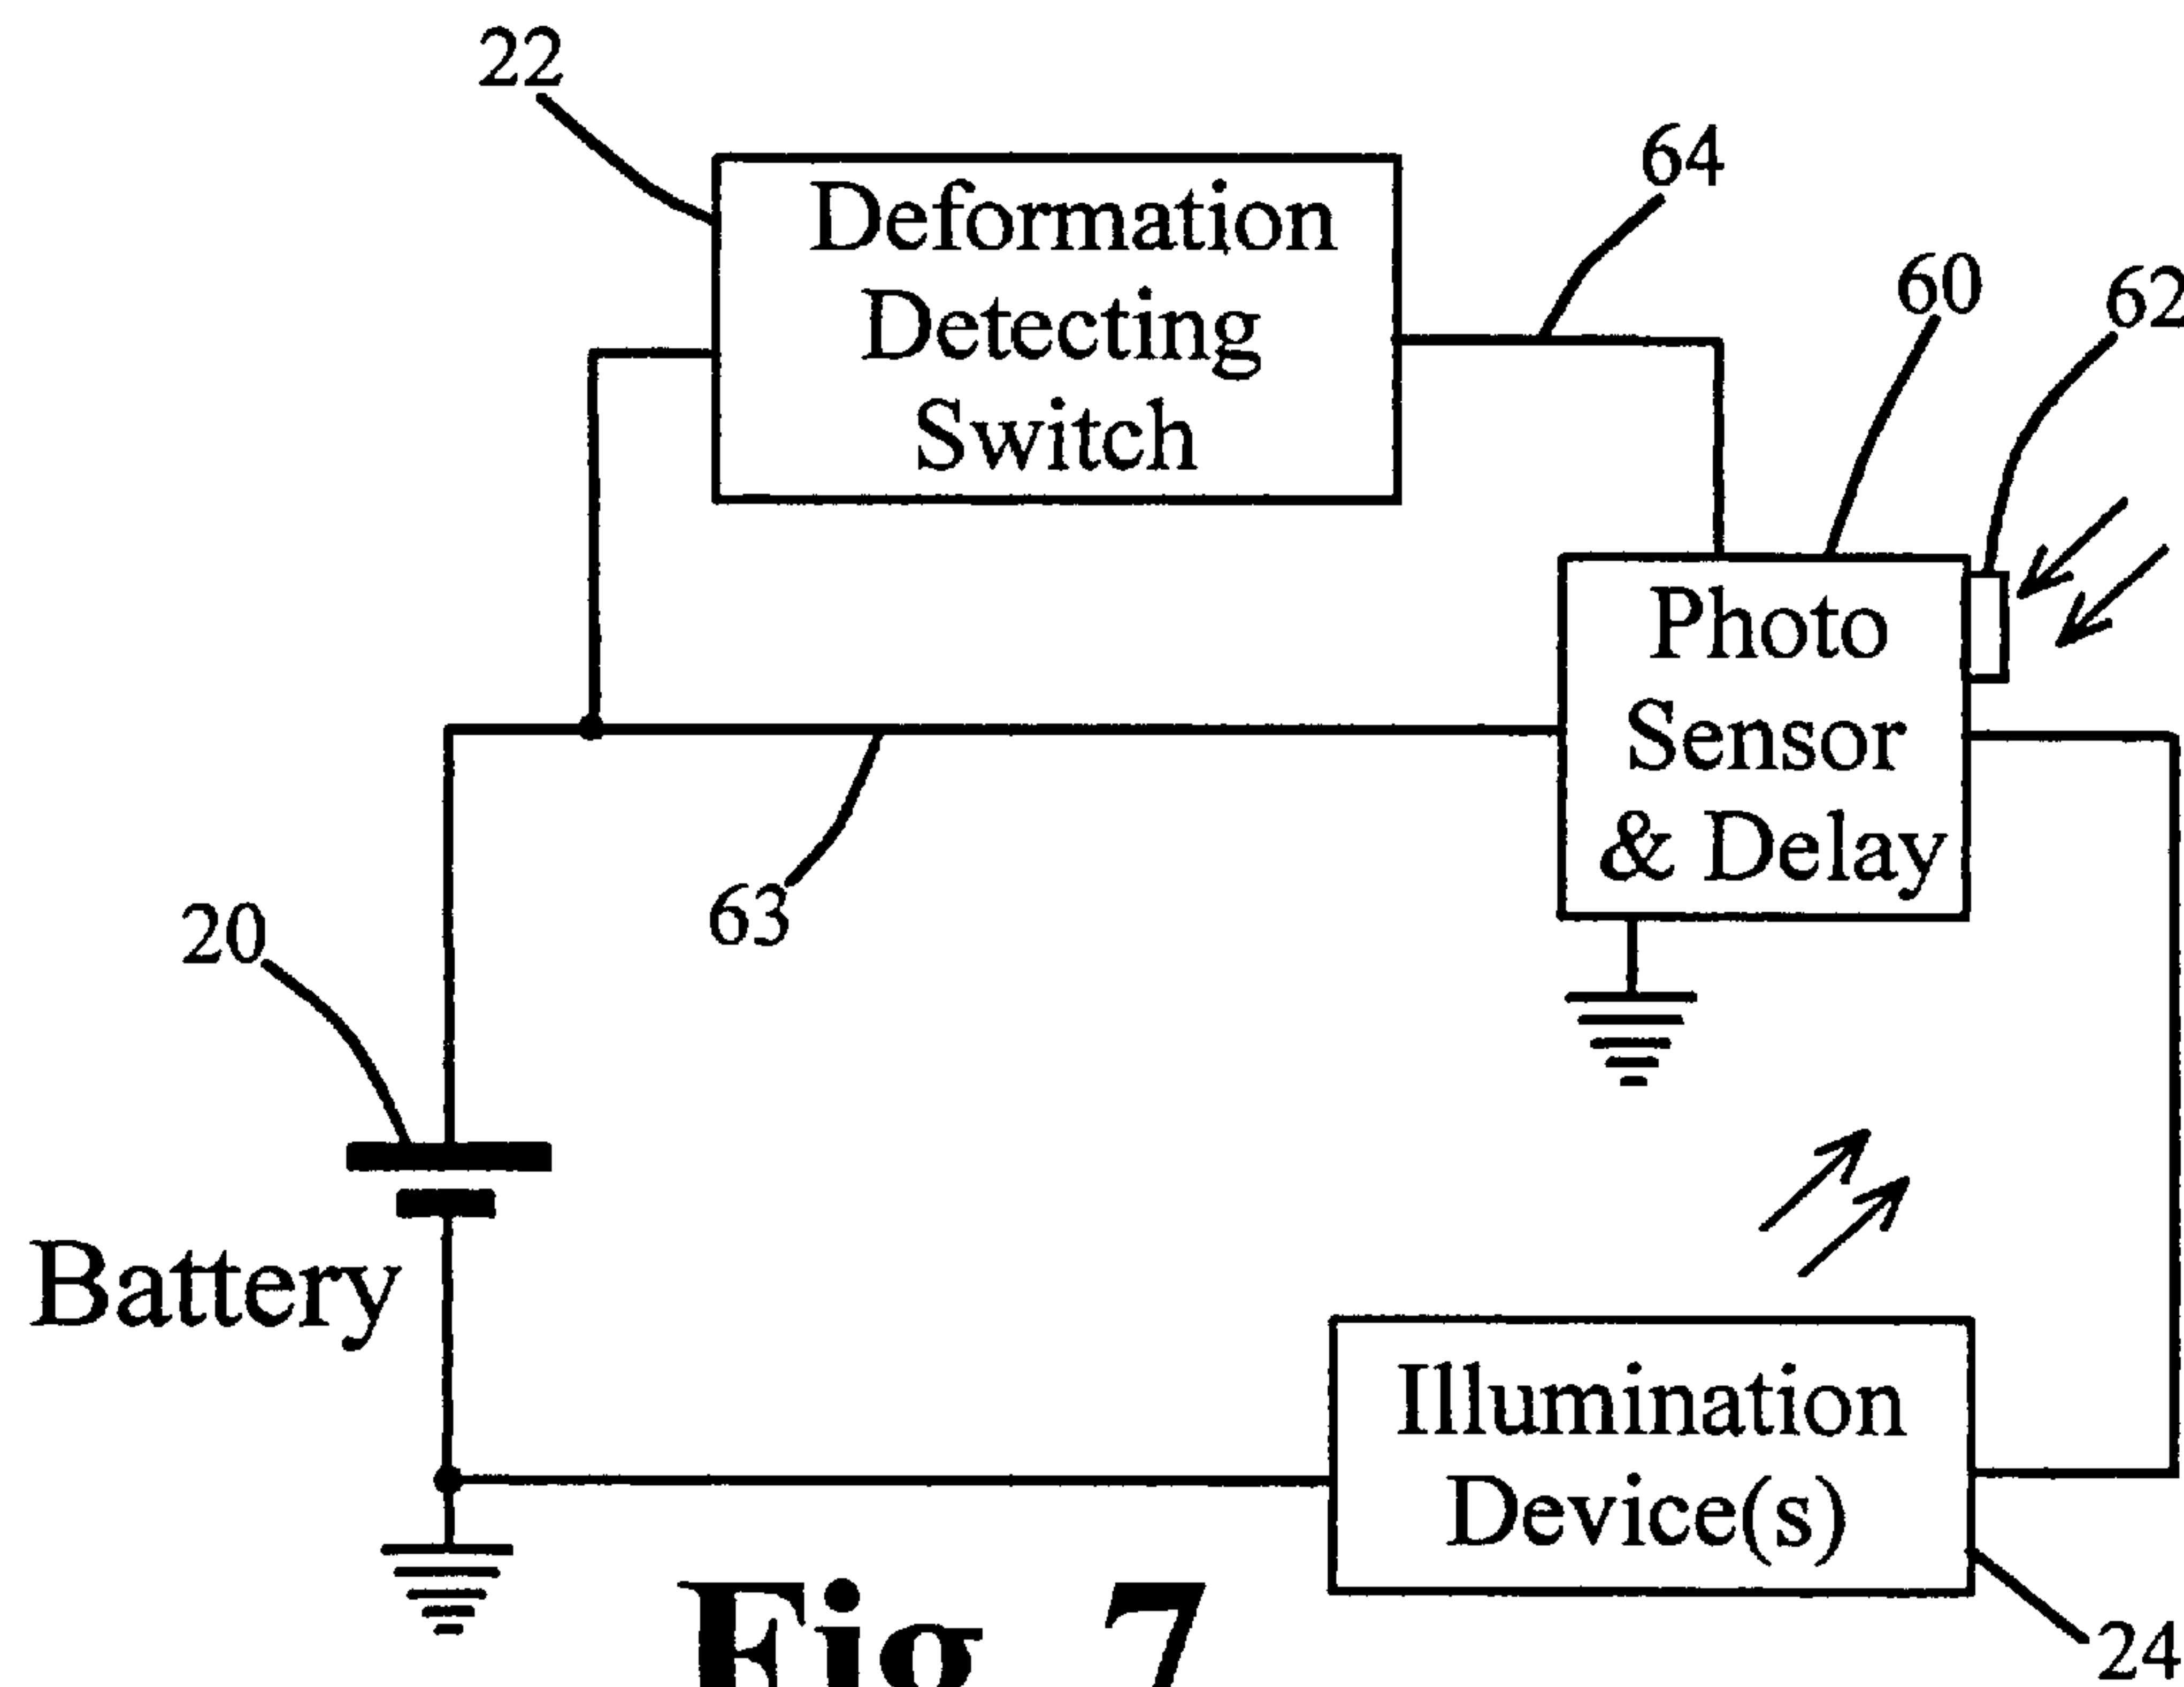 22
Deformation
Detecting
Switch
64
60
62
Photo
Sensor
& Delay
63
20
Battery
Illumination
Device(s)
24
Fig 7